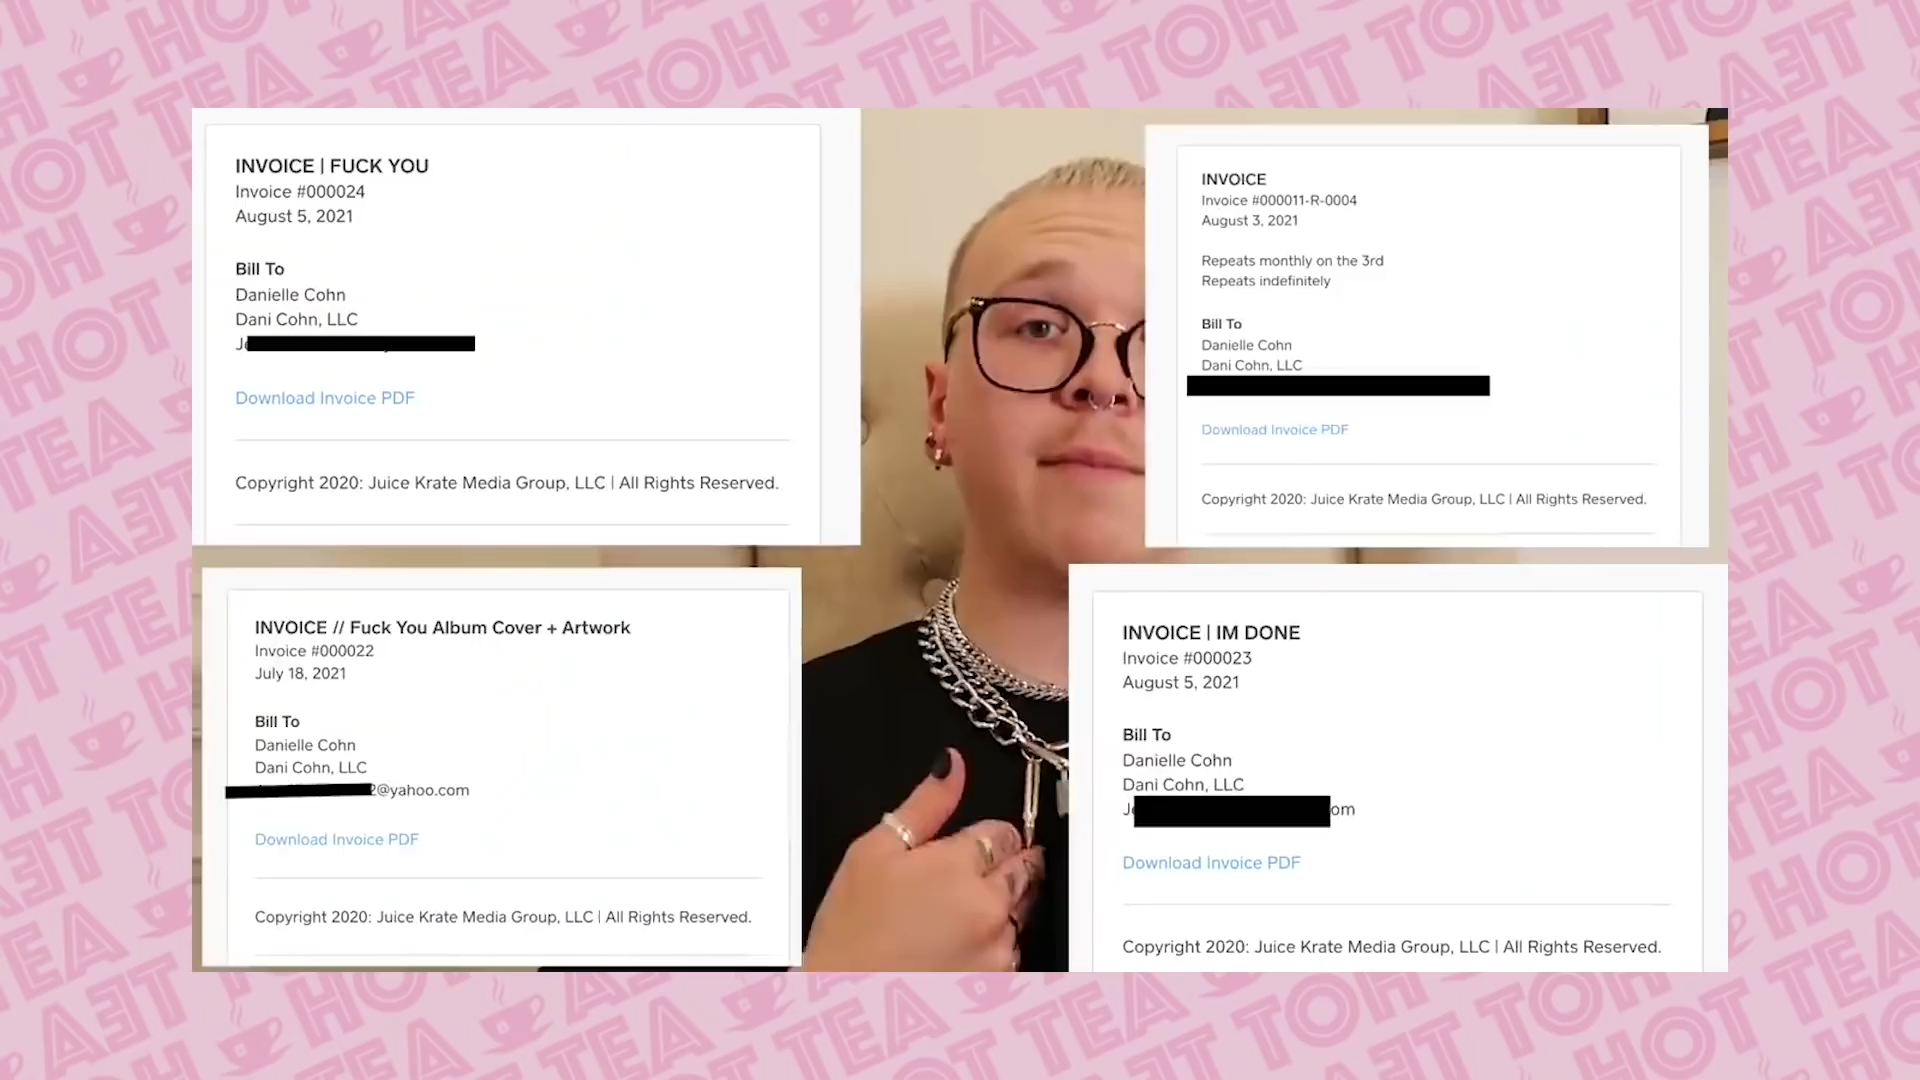 INVOICE | FUCK YOU
Invoice #000024
August 5, 2021
Bill To
Danielle Cohn
Dani Cohn, LLC
Download Invoice PDF
Copyright 2020: Juice Krate Media Group, LLC | All Rights Reserved.
INVOICE
Invoice #000011-R-0004
August 3, 2021
Repeats monthly on the 3rd
Repeats indefinitely
Bill To
Danielle Cohn
Dani Cohn, LLC
Download Invoice PDF
Copyright 2020: Juice Krate Media Group, LLC | All Rights Reserved.
INVOICE // Fuck You Album Cover + Artwork
Invoice #000022
July 18, 2021
Bill To
Danielle Cohn
Dani Cohn, LLC
2@yahoo.com
Download Invoice PDF
Copyright 2020: Juice Krate Media Group, LLC | All Rights Reserved.
INVOICE | IM DONE
Invoice #000023
August 5, 2021
Bill To
Danielle Cohn
Dani Cohn, LLC
om
Download Invoice PDF
Copyright 2020: Juice Krate Media Group, LLC | All Rights Reserved.
HOT TEA